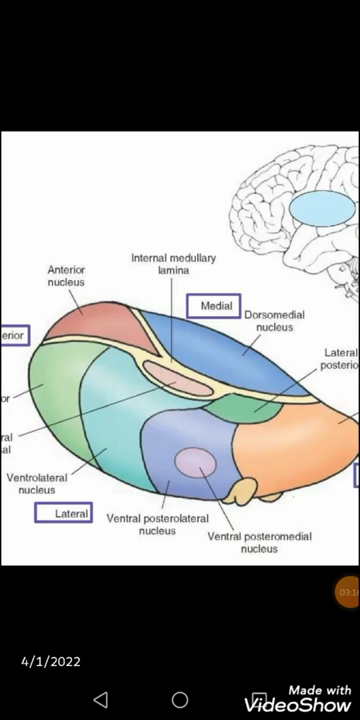 Internal medullary
lamina
Anterior
nucleus
Medial
Dorsomedial
nucleus
erior
Lateral
posterio
or
ral
al
Ventrolateral
nucleus
Lateral
Ventral posterolateral
nucleus
Ventral posteromedial
nucleus
4/1/2022
Made with
VideoShow